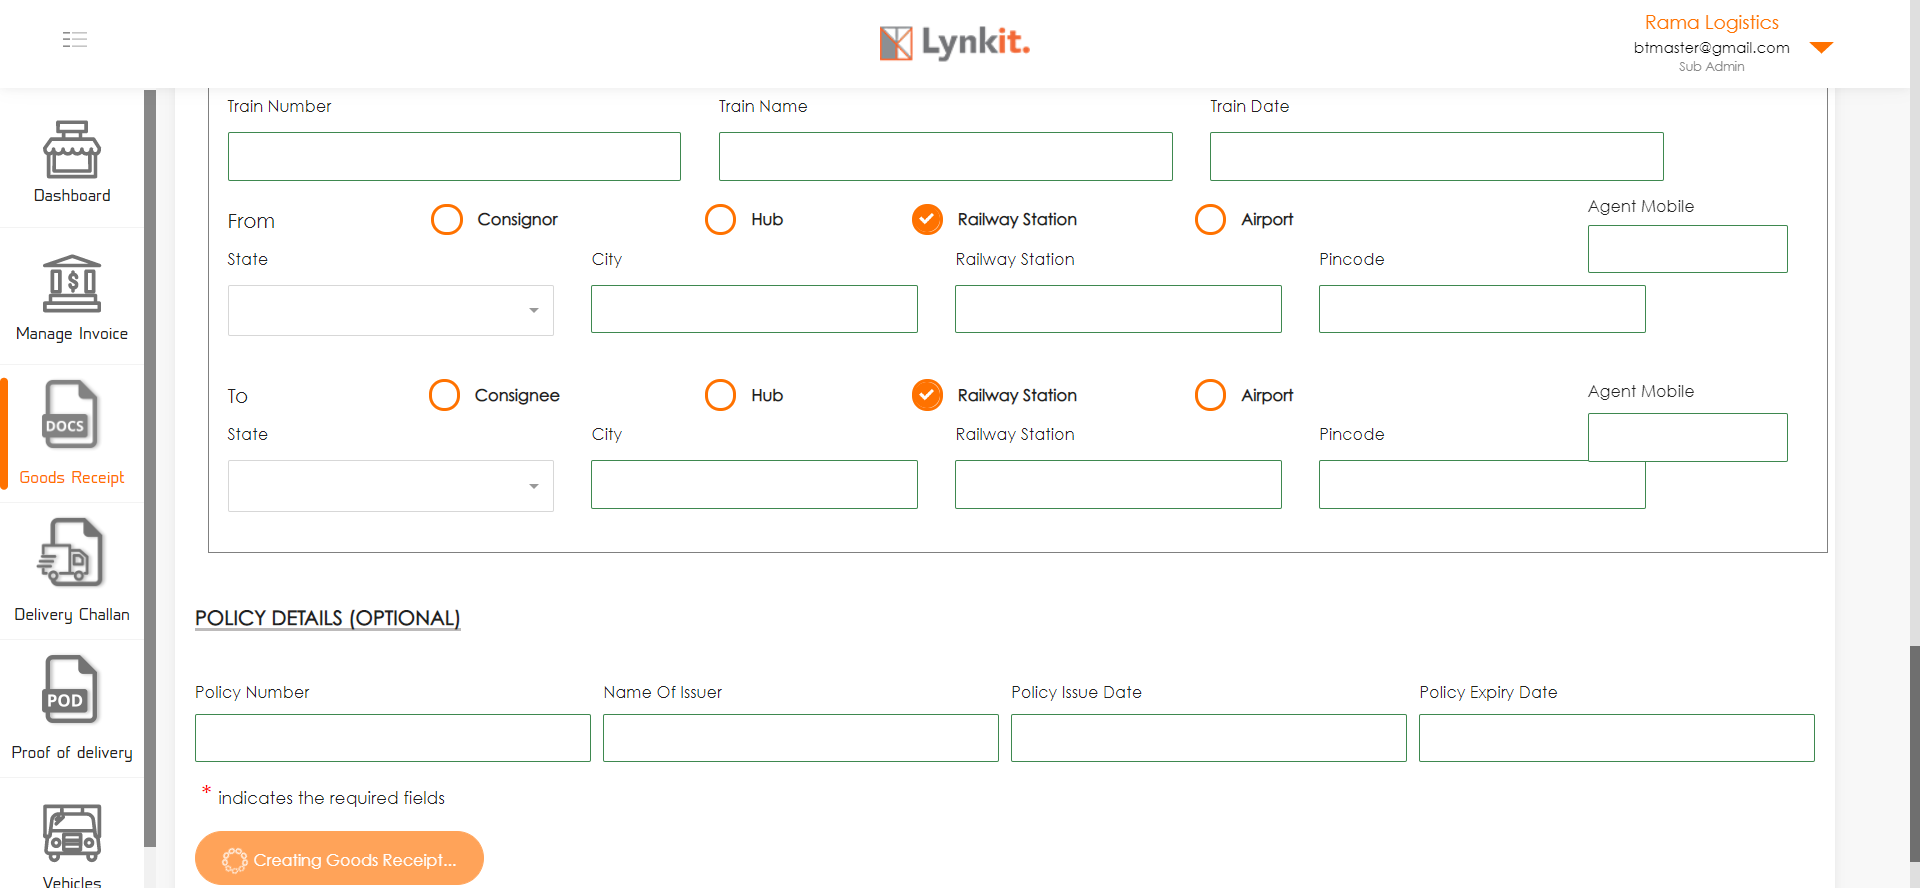 Lynkit.
Rama Logistics
btmaster@gmail.com
Sub Admin
Dashboard
Manage Invoice
DOCS
Goods Receipt
Delivery Challan
POD
Proof of delivery
Vehicles
Train Number Train Name Train Date
From Consignor Hub Railway Station Airport Agent Mobile
State City Railway Station Pincode
To Consignee Hub Railway Station Airport Agent Mobile
State City Railway Station Pincode
POLICY DETAILS (OPTIONAL)
Policy Number Name Of Issuer Policy Issue Date Policy Expiry Date
* indicates the required fields
Creating Goods Receipt...